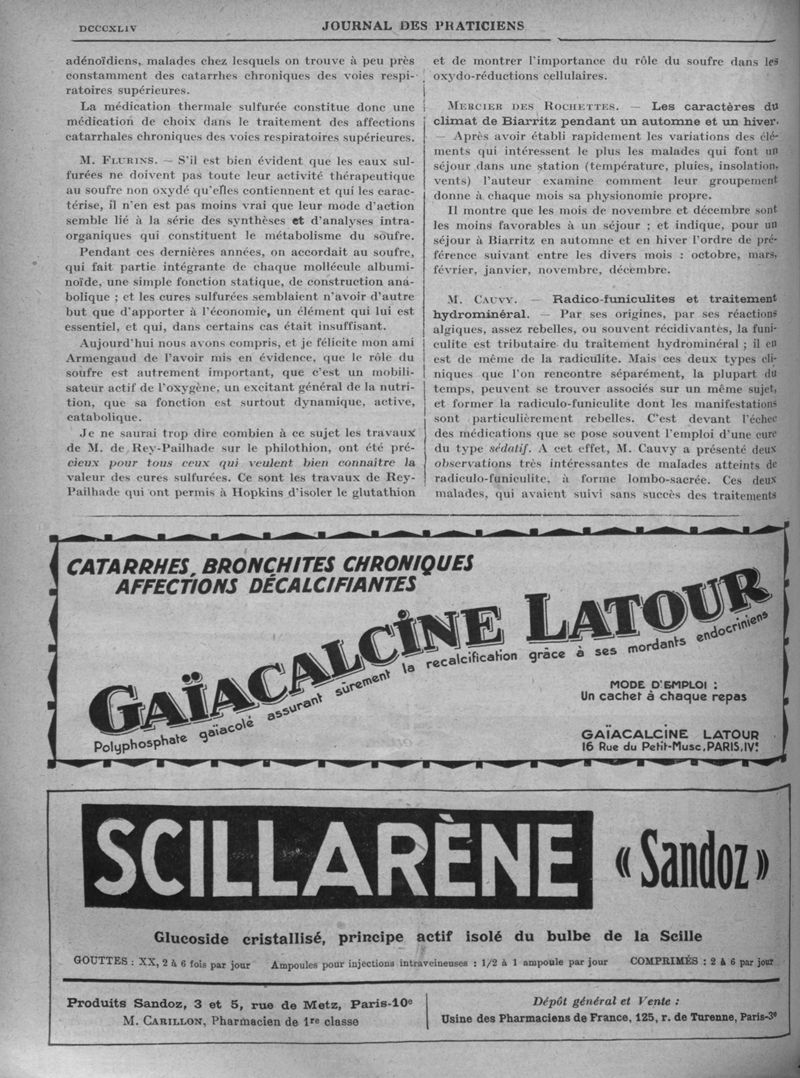 DCCCXLIV
JOURNAL DES PRATICIENS
adénoïdiens, malades chez lesquels on trouve à peu près
constamment des catarrhes chroniques des voies respi-
ratoires supérieures.
La médication thermale sulfurée constitue donc une
médication de choix dans le traitement des affections
catarrhales chroniques des voies respiratoires supérieures.
M. FLURINS. — S'il est bien évident que les eaux sul-
furées ne doivent pas toute leur activité thérapeutique
au soufre non oxydé qu'elles contiennent et qui les carac-
térise, il n'en est pas moins vrai que leur mode d'action
semble lié à la série des synthèses et d'analyses intra-
organiques qui constituent le métabolisme du soufre.
Pendant ces dernières années, on accordait au soufre,
qui fait partie intégrante de chaque mollécule albumi-
noïde, une simple fonction statique, de construction ana-
bolique ; et les cures sulfurées semblaient n'avoir d'autre
but que d'apporter à l'économie, un élément qui lui est
essentiel, et qui, dans certains cas était insuffisant.
Aujourd'hui nous avons compris, et je félicite mon ami
Armengaud de l'avoir mis en évidence, que le rôle du
soufre est autrement important, que c'est un mobili-
sateur actif de l'oxygène, un excitant général de la nutri-
tion, que sa fonction est surtout dynamique, active,
catabolique.
Je ne saurai trop dire combien à ce sujet les travaux
de M. de Rey-Pailhade sur le philothion, ont été pré-
cieux pour tous ceux qui veulent bien connaître la
valeur des cures sulfurées. Ce sont les travaux de Rey-
Pailhade qui ont permis à Hopkins d'isoler le glutathion
et de montrer l'importance du rôle du soufre dans les
oxydo-réductions cellulaires.
MERCIER DES ROCHETTES. — Les caractères du
climat de Biarritz pendant un automne et un hiver.
— Après avoir établi rapidement les variations des élé-
ments qui intéressent le plus les malades qui font un
séjour dans une station (température, pluies, insolation,
vents) l'auteur examine comment leur groupement
donne à chaque mois sa physionomie propre.
Il montre que les mois de novembre et décembre sont
les moins favorables à un séjour ; et indique, pour un
séjour à Biarritz en automne et en hiver l'ordre de pré-
férence suivant entre les divers mois : octobre, mars,
février, janvier, novembre, décembre.
M. CAUVY. — Radico-funiculites et traitement
hydrominéral. — Par ses origines, par ses réactions
algiques, assez rebelles, ou souvent récidivantes, la funi-
culite est tributaire du traitement hydrominéral ; il en
est de même de la radiculite. Mais ces deux types cli-
niques que l'on rencontre séparément, la plupart du
temps, peuvent se trouver associés sur un même sujet,
et former la radiculo-funiculite dont les manifestations
sont particulièrement rebelles. C'est devant l'échec
des médications que se pose souvent l'emploi d'une cure
du type sédatif. A cet effet, M. Cauvy a présenté deux
observations très intéressantes de malades atteints de
radiculo-funiculite, à forme lombo-sacrée. Ces deux
malades, qui avaient suivi sans succès des traitements
CATARRHES, BRONCHITES CHRONIQUES
AFFECTIONS DÉCALCIFIANTES
GAÏACALCINE LATOUR
Polyphosphate gaïacolé assurant sûrement la recalcification grâce à ses mordants endocriniens
MODE D'EMPLOI :
Un cachet à chaque repas
GAÏACALCINE LATOUR
16 Rue du Petit-Musc, PARIS, IVe
SCILLARÈNE « Sandoz »
Glucoside cristallisé, principe actif isolé du bulbe de la Scille
GOUTTES : XX, 2 à 6 fois par jour Ampoules pour injections intraveineuses : 1/2 à 1 ampoule par jour COMPRIMÉS : 2 à 6 par jour
Produits Sandoz, 3 et 5, rue de Metz, Paris-10e
M. CARILLON, Pharmacien de 1re classe
Dépôt général et Vente :
Usine des Pharmaciens de France, 125, r. de Turenne, Paris-3e